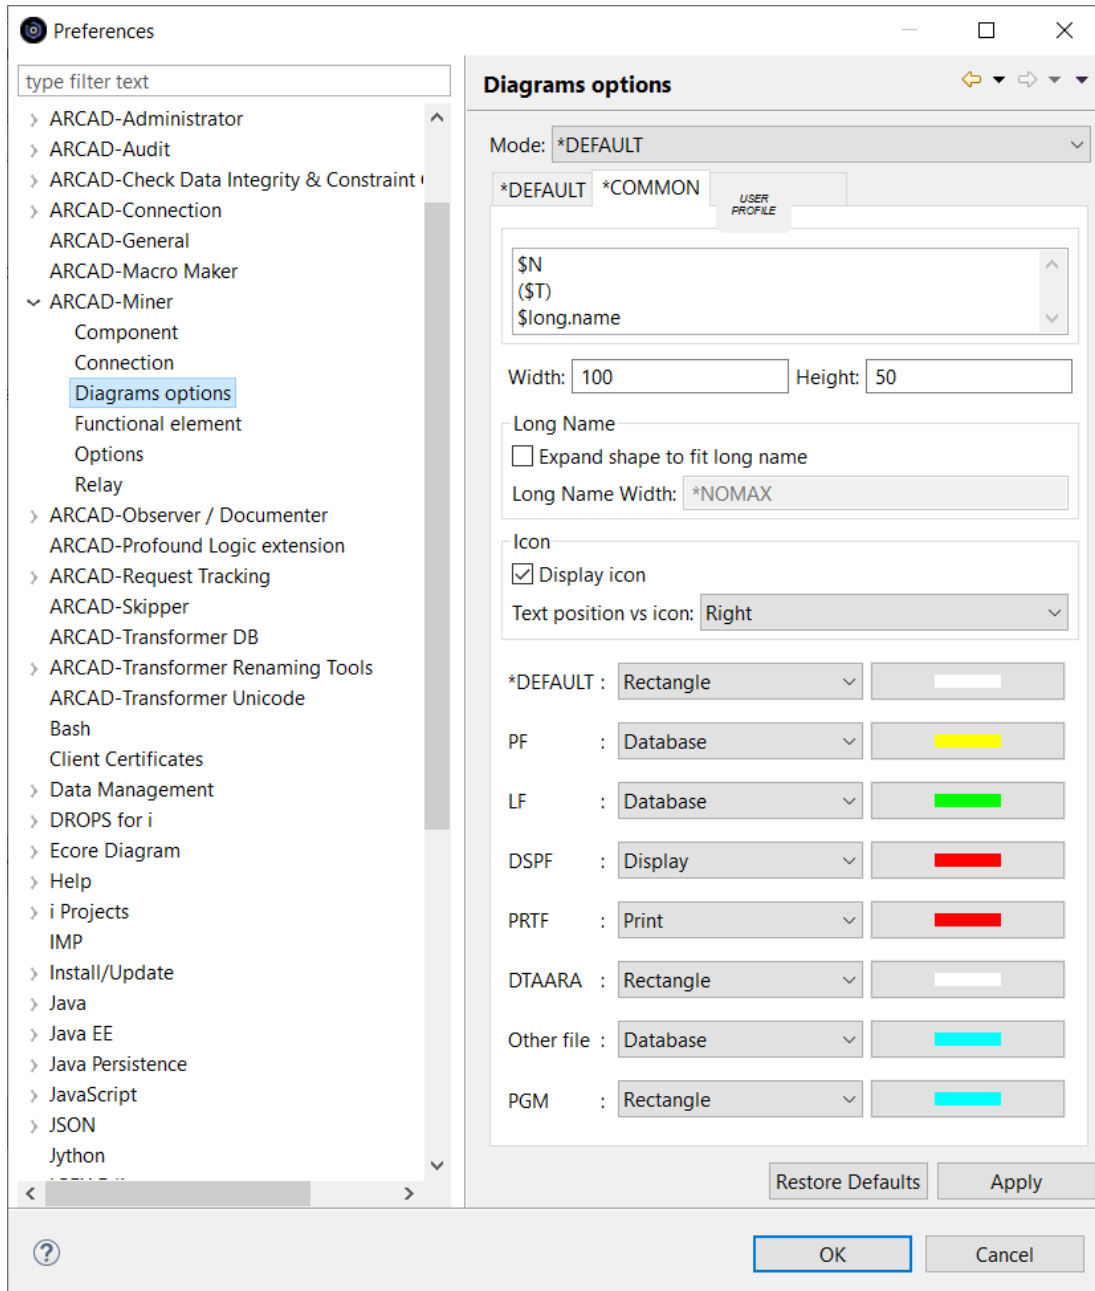 Preferences
type filter text
ARCAD-Administrator
ARCAD-Audit
ARCAD-Check Data Integrity & Constraint
ARCAD-Connection
ARCAD-General
ARCAD-Macro Maker
ARCAD-Miner
Component
Connection
Diagrams options
Functional element
Options
Relay
ARCAD-Observer / Documenter
ARCAD-Profound Logic extension
ARCAD-Request Tracking
ARCAD-Skipper
ARCAD-Transformer DB
ARCAD-Transformer Renaming Tools
ARCAD-Transformer Unicode
Bash
Client Certificates
Data Management
DROPS for i
Ecore Diagram
Help
i Projects
IMP
Install/Update
Java
Java EE
Java Persistence
JavaScript
JSON
Jython
Diagrams options
Mode: *DEFAULT
*DEFAULT *COMMON USER
PROFILE
$N
($T)
$long.name
Width: 100 Height: 50
Long Name
Expand shape to fit long name
Long Name Width: *NOMAX
Icon
Display icon
Text position vs icon: Right
*DEFAULT : Rectangle
PF : Database
LF : Database
DSPF : Display
PRTF : Print
DTAARA : Rectangle
Other file : Database
PGM : Rectangle
Restore Defaults Apply
OK Cancel